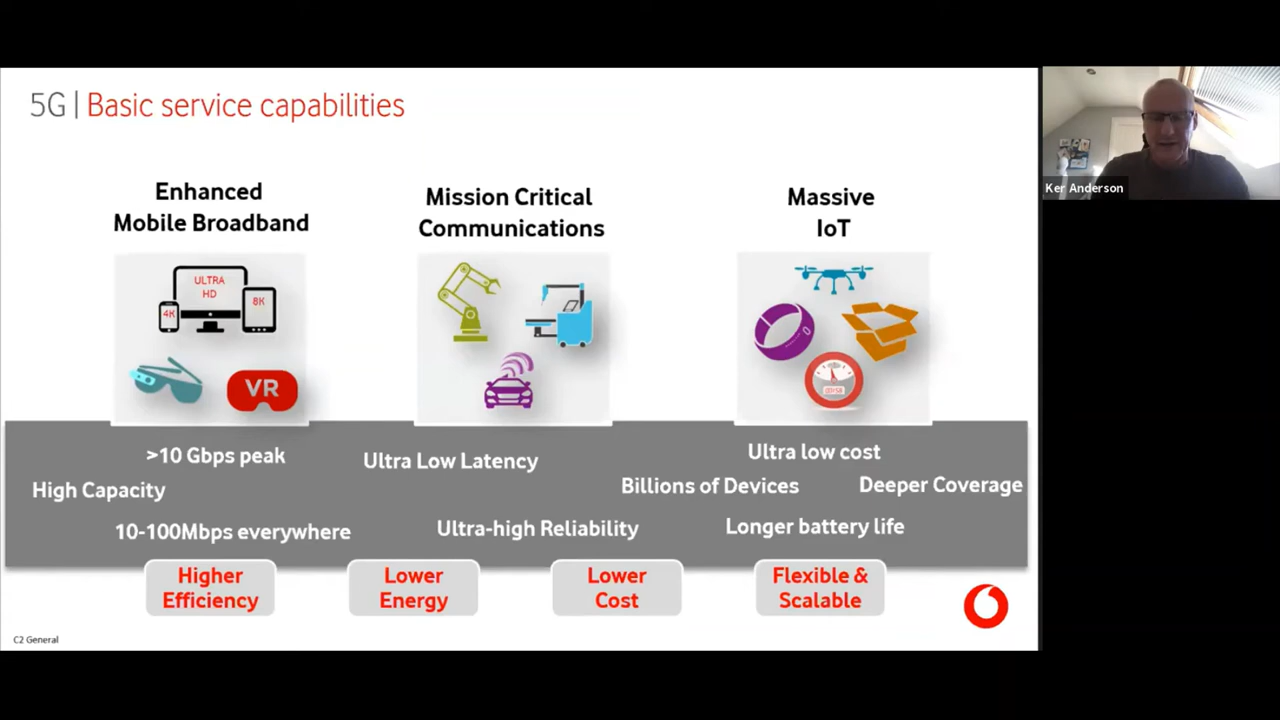 5G | Basic service capabilities
Ker Anderson
Enhanced
Mobile Broadband
Mission Critical
Communications
Massive
IoT
ULTRA
HD
4K
8K
VR
>10 Gbps peak
High Capacity
10-100Mbps everywhere
Ultra Low Latency
Ultra-high Reliability
Ultra low cost
Billions of Devices
Deeper Coverage
Longer battery life
Higher
Efficiency
Lower
Energy
Lower
Cost
Flexible &
Scalable
C2 General